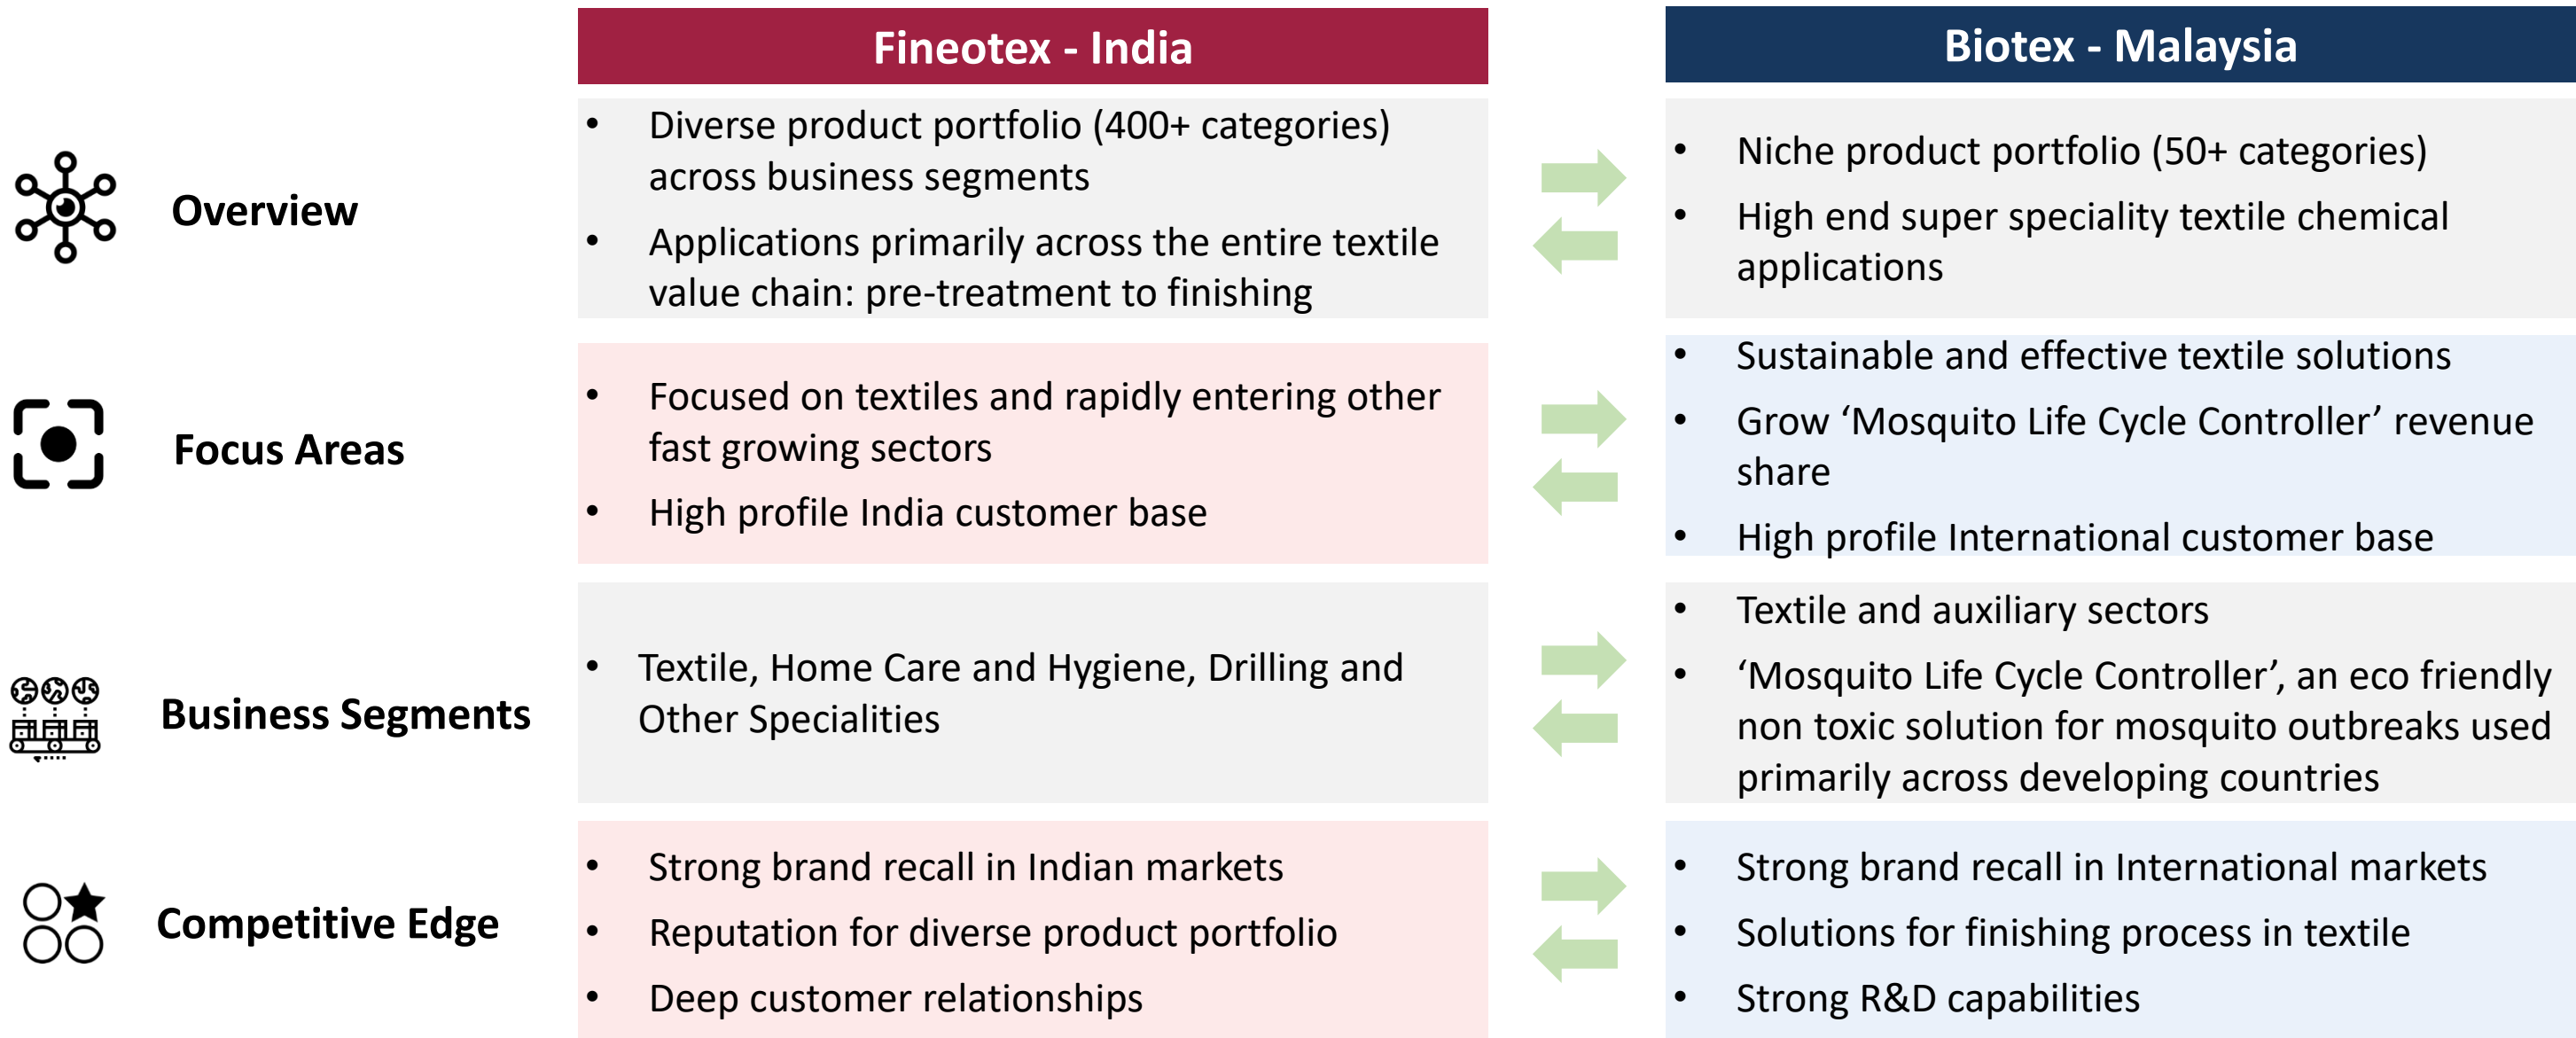 Fineotex - India
Biotex - Malaysia
Overview
• Diverse product portfolio (400+ categories)
across business segments
• Applications primarily across the entire textile
value chain: pre-treatment to finishing
• Niche product portfolio (50+ categories)
• High end super speciality textile chemical
applications
Focus Areas
• Focused on textiles and rapidly entering other
fast growing sectors
• High profile India customer base
• Sustainable and effective textile solutions
• Grow ‘Mosquito Life Cycle Controller’ revenue
share
• High profile International customer base
Business Segments
• Textile, Home Care and Hygiene, Drilling and
Other Specialities
• Textile and auxiliary sectors
• ‘Mosquito Life Cycle Controller’, an eco friendly
non toxic solution for mosquito outbreaks used
primarily across developing countries
Competitive Edge
• Strong brand recall in Indian markets
• Reputation for diverse product portfolio
• Deep customer relationships
• Strong brand recall in International markets
• Solutions for finishing process in textile
• Strong R&D capabilities